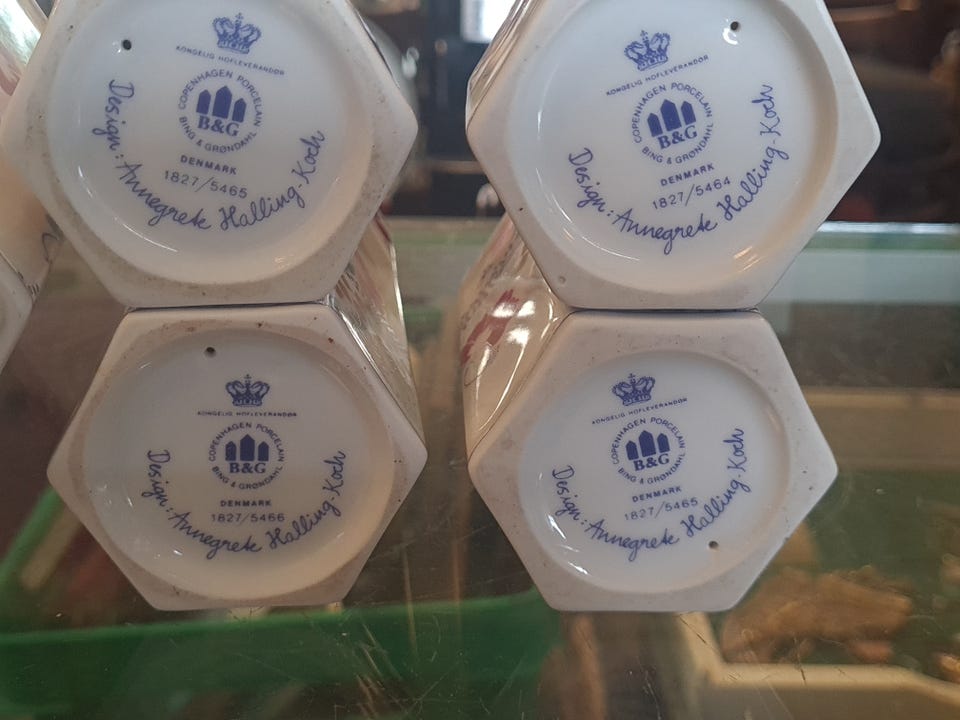 KONGELIG HOFLEVERANDØR
COPENHAGEN PORCELAIN
B&G
BING & GRØNDAHL
DENMARK
1827/5465
Design: Annegrete Halling-Koch
KONGELIG HOFLEVERANDØR
COPENHAGEN PORCELAIN
B&G
BING & GRØNDAHL
DENMARK
1827/5464
Design: Annegrete Halling-Koch
KONGELIG HOFLEVERANDØR
COPENHAGEN PORCELAIN
B&G
BING & GRØNDAHL
DENMARK
1827/5466
Design: Annegrete Halling-Koch
KONGELIG HOFLEVERANDØR
COPENHAGEN PORCELAIN
B&G
BING & GRØNDAHL
DENMARK
1827/5465
Design: Annegrete Halling-Koch